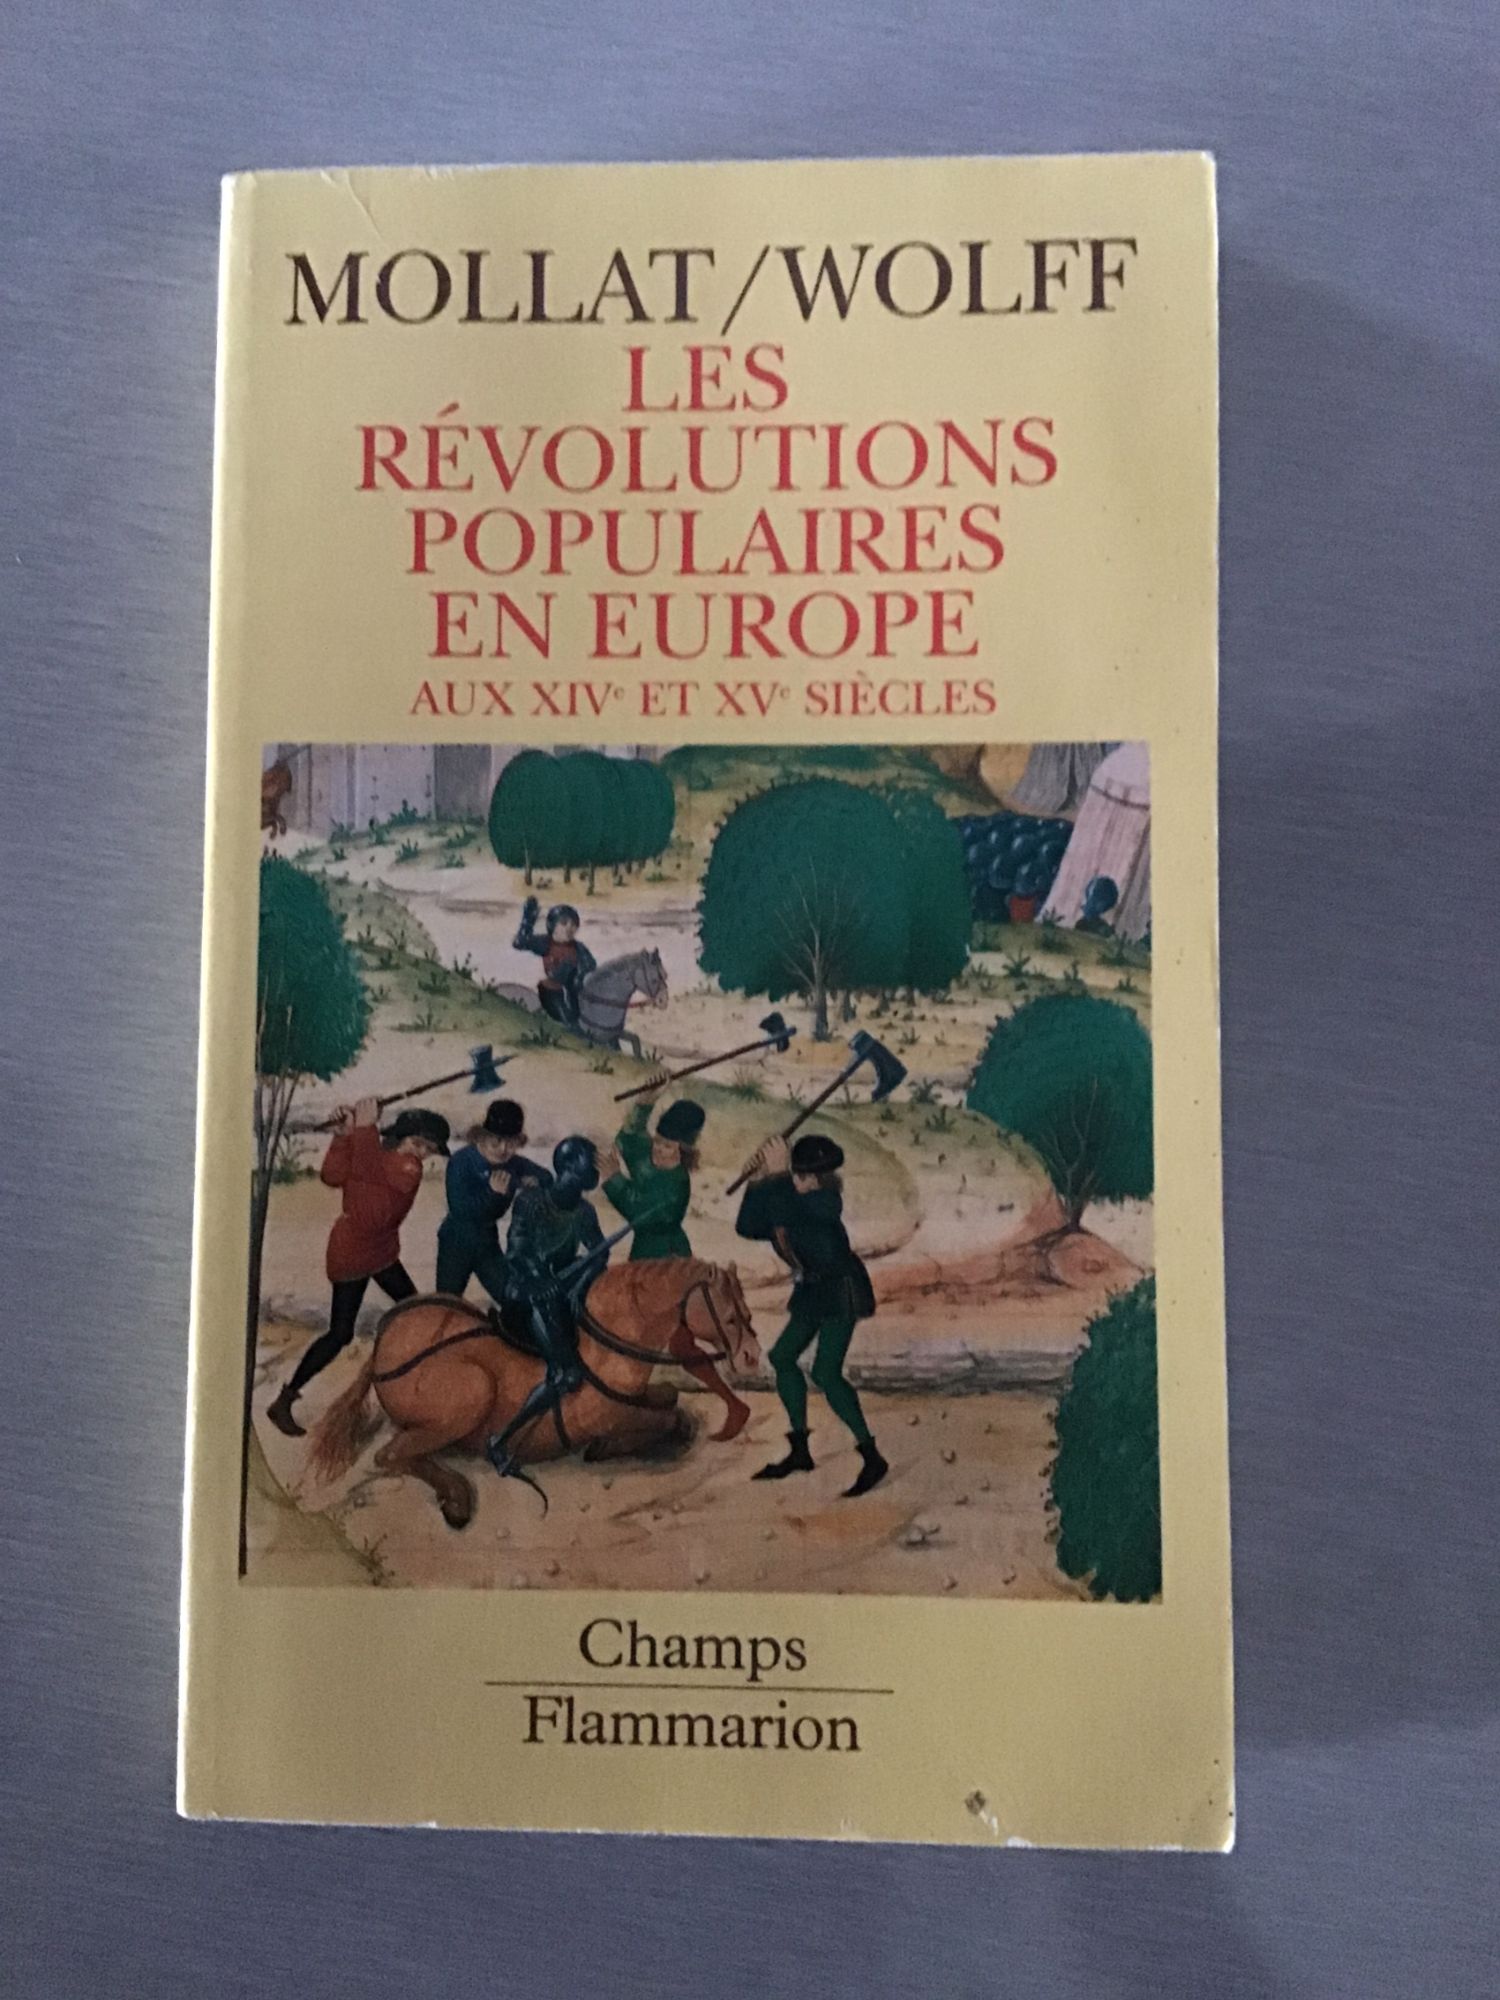 MOLLAT/WOLFF
LES
RÉVOLUTIONS
POPULAIRES
EN EUROPE
AUX XIVᵉ ET XVᵉ SIÈCLES
Champs
Flammarion